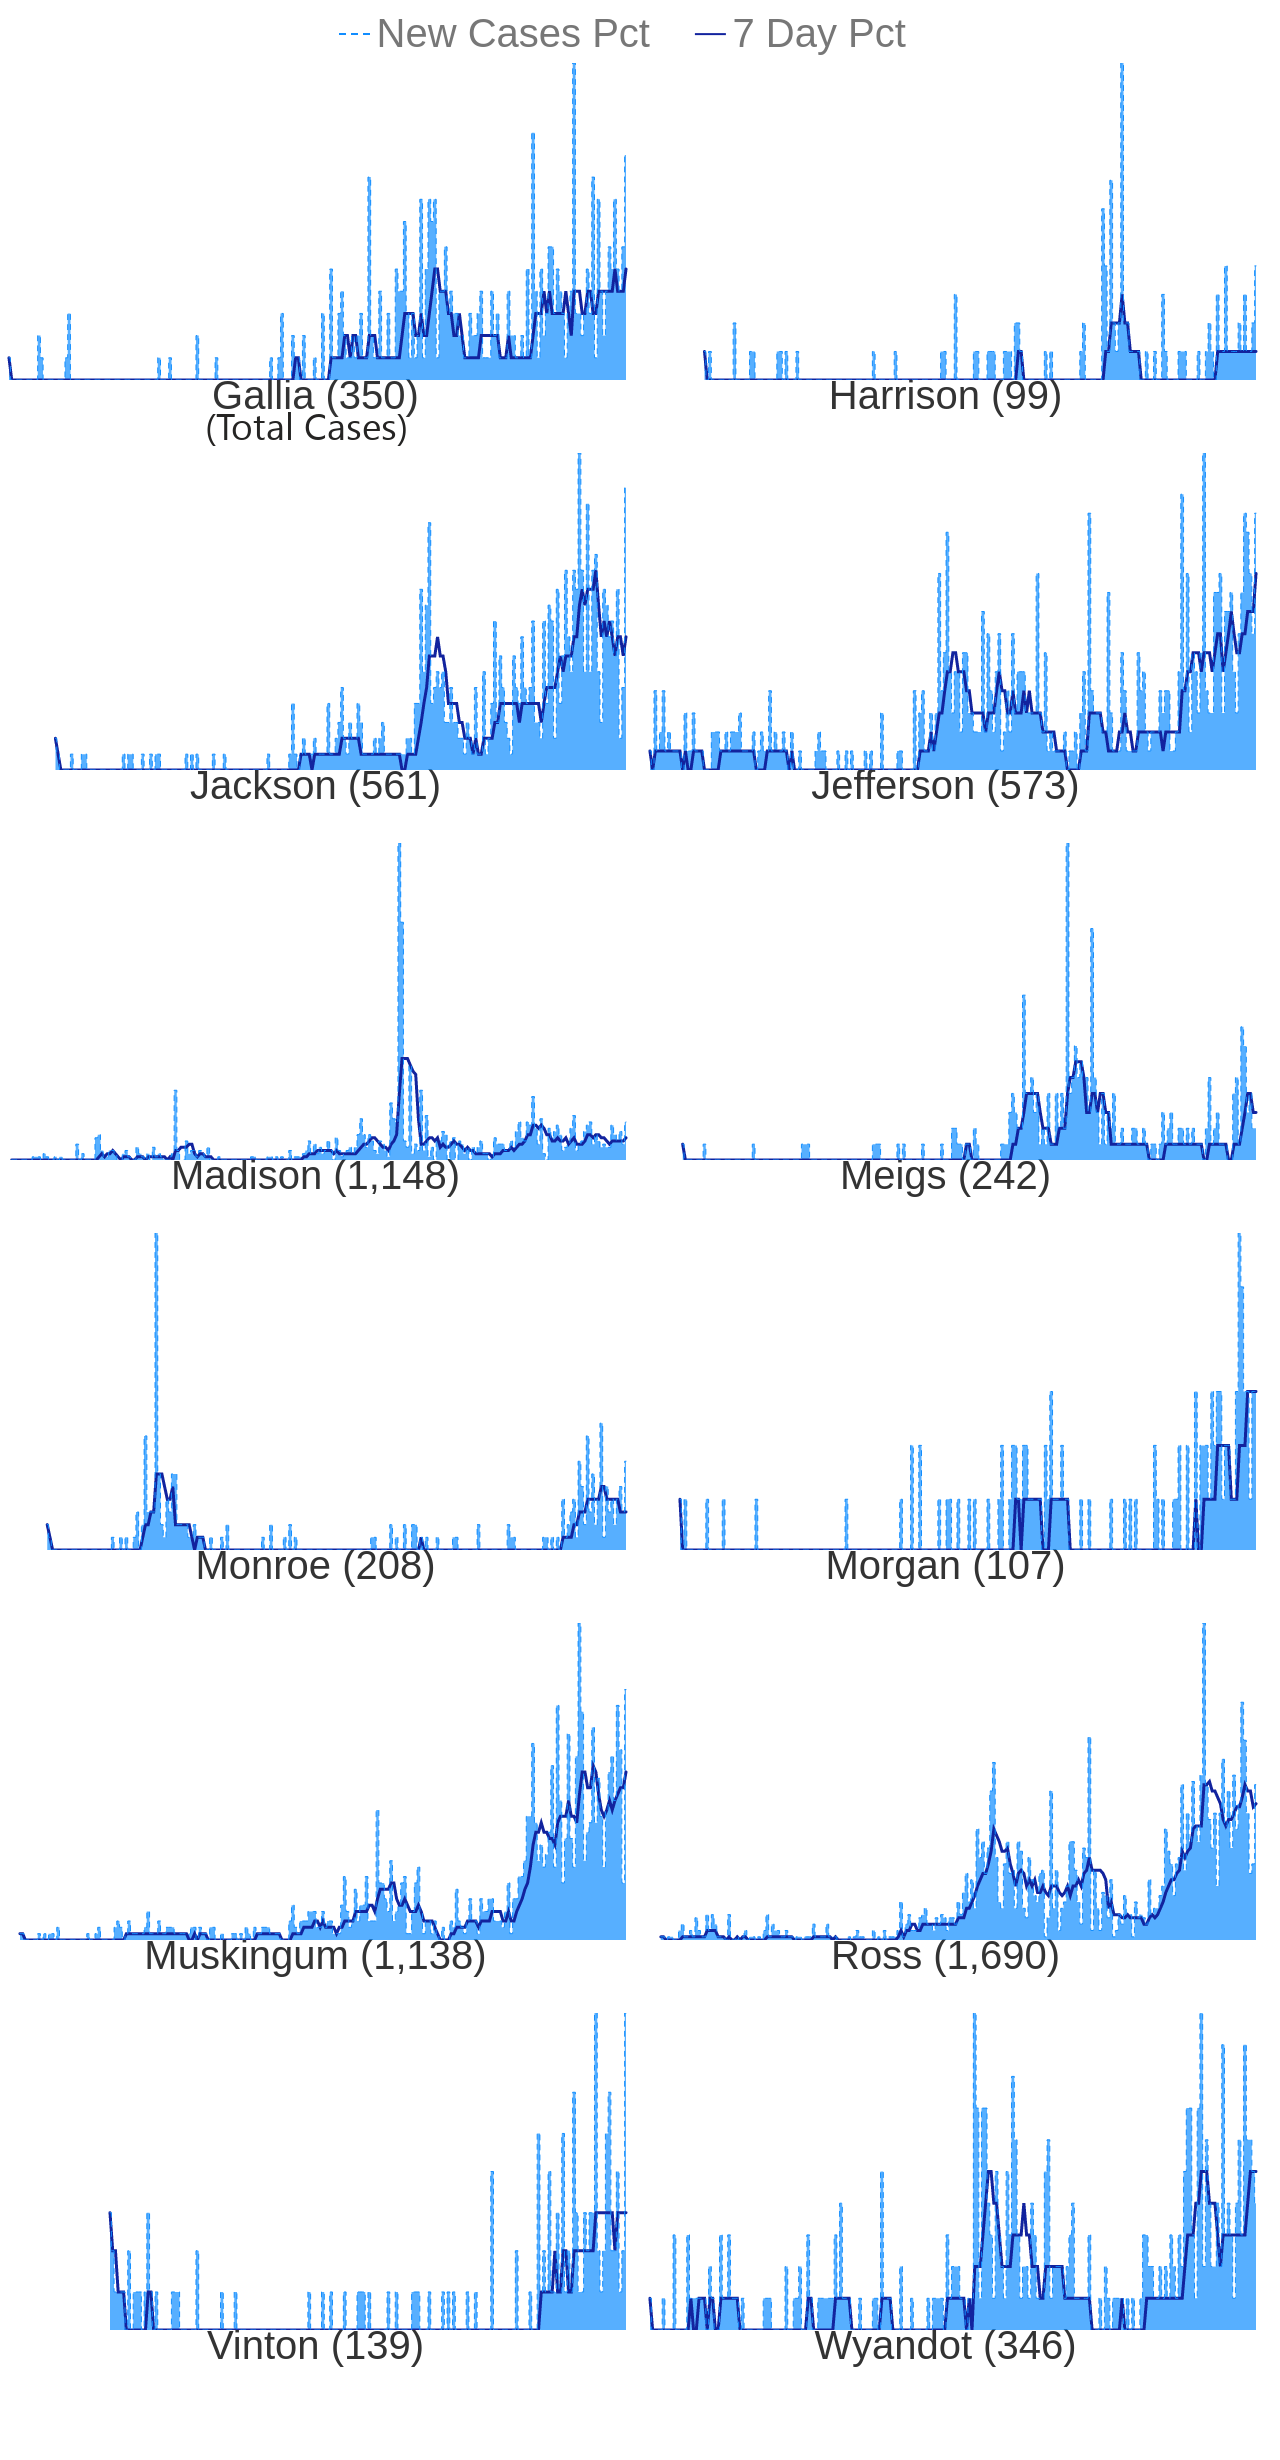 New Cases Pct 7 Day Pct
Gallia (350) Harrison (99)
(Total Cases)
Jackson (561) Jefferson (573)
Madison (1,148) Meigs (242)
Monroe (208) Morgan (107)
Muskingum (1,138) Ross (1,690)
Vinton (139) Wyandot (346)